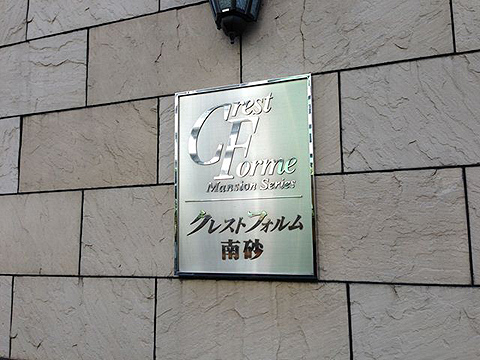 Crest
Forme
Mansion Series
クレストフォルム
南砂